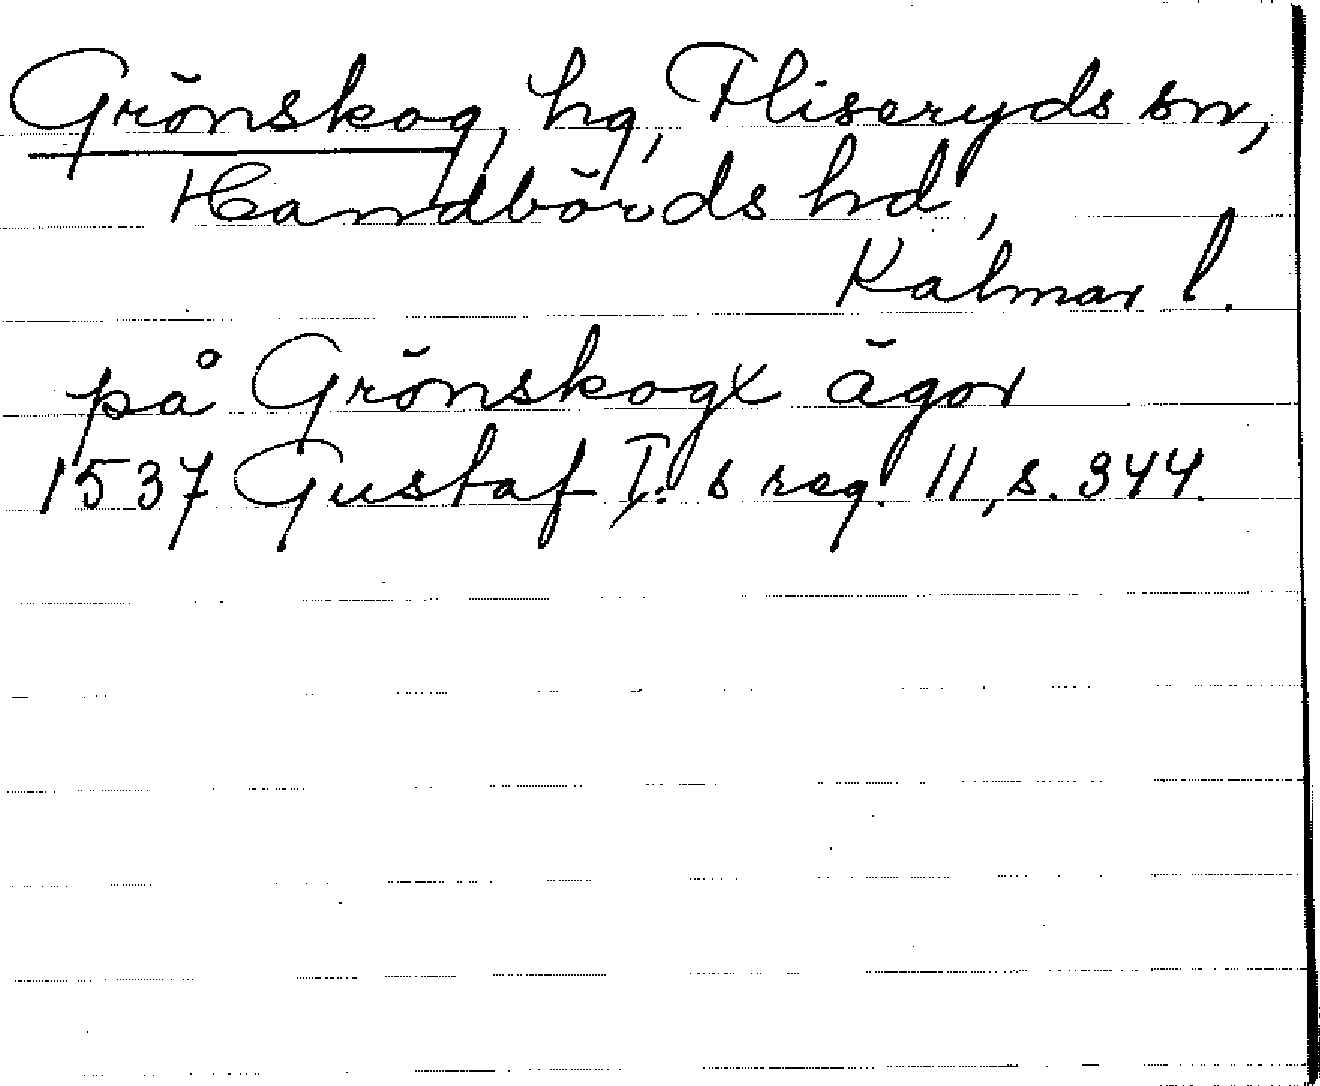 Grönskog, hg, Fliseryds sn,
Handbörds hd,
Kalmar l.
på Grönskogx ägor
1537 Gustaf I:s reg. 11, s. 344.